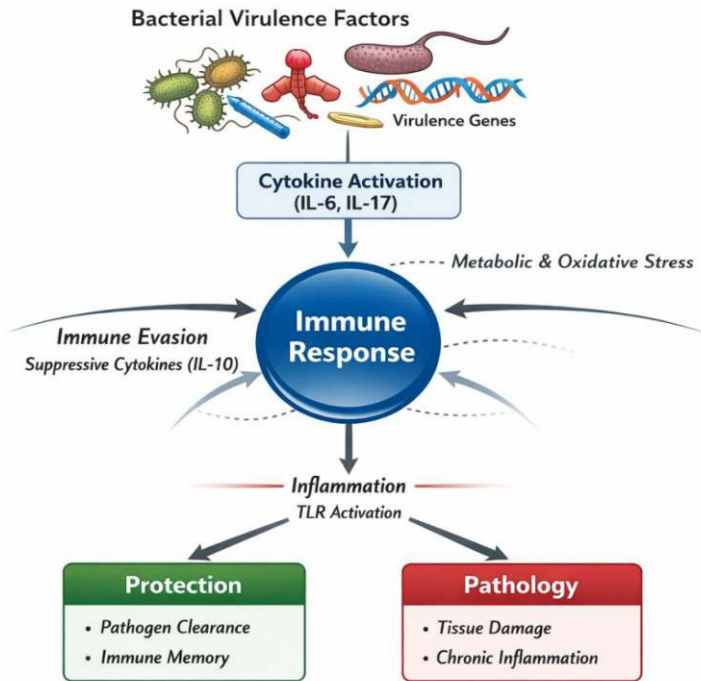 Bacterial Virulence Factors
Virulence Genes
Cytokine Activation
(IL-6, IL-17)
Metabolic & Oxidative Stress
Immune
Response
Immune Evasion
Suppressive Cytokines (IL-10)
Inflammation
TLR Activation
Protection
• Pathogen Clearance
• Immune Memory
Pathology
• Tissue Damage
• Chronic Inflammation